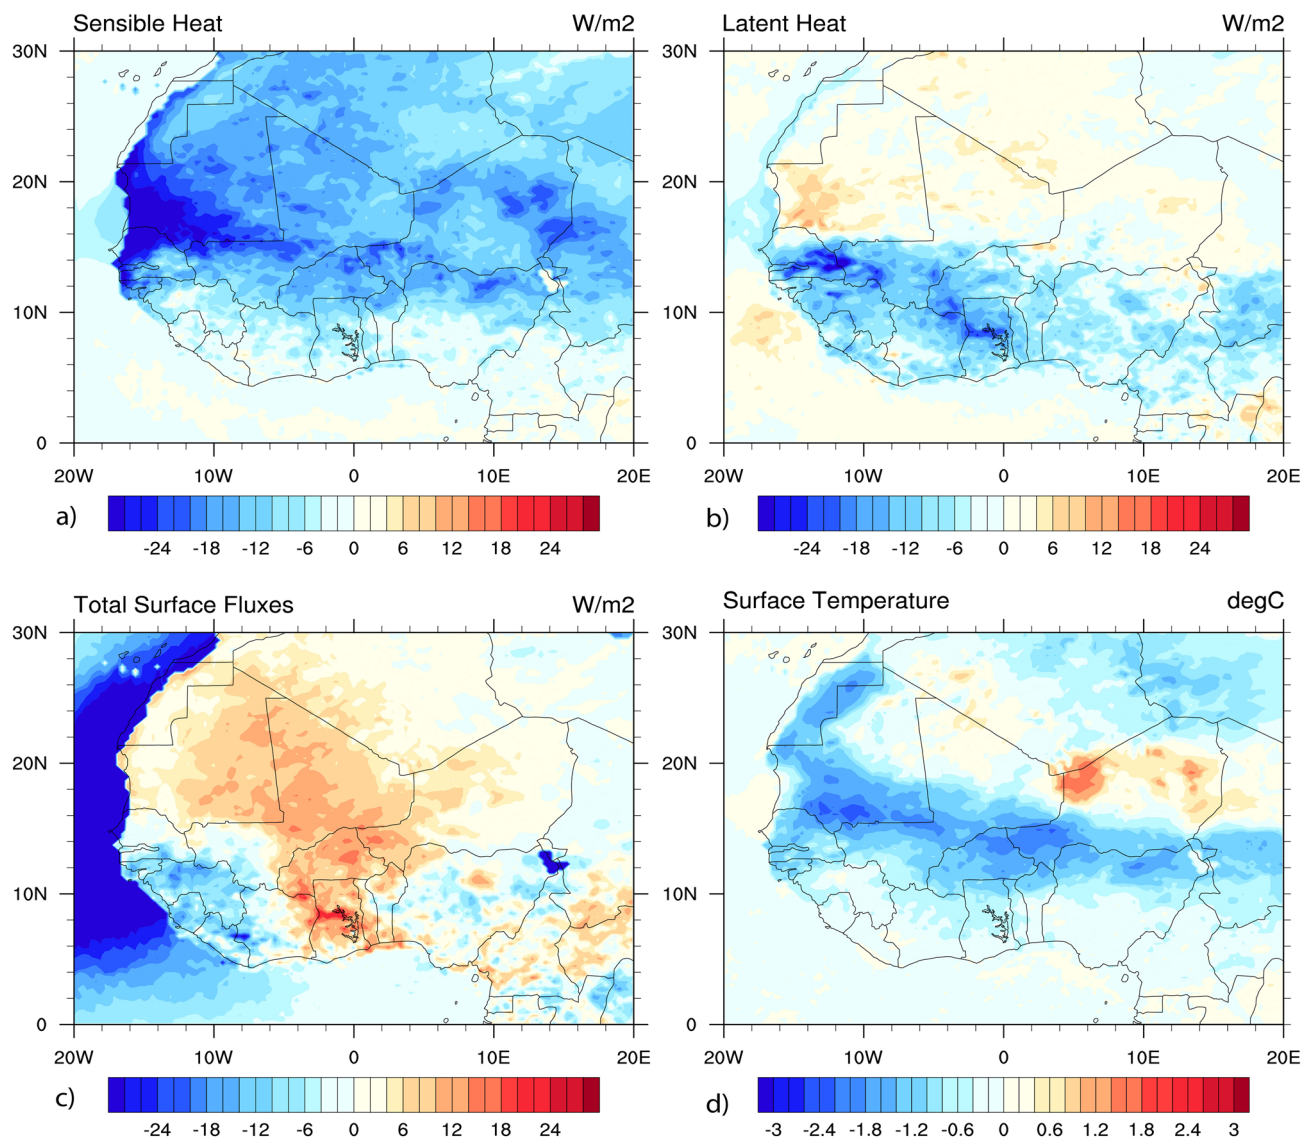 Sensible Heat W/m2
30N
20N
10N
0
20W 10W 0 10E 20E
a)
-24 -18 -12 -6 0 6 12 18 24
Latent Heat W/m2
30N
20N
10N
0
20W 10W 0 10E 20E
b)
-24 -18 -12 -6 0 6 12 18 24
Total Surface Fluxes W/m2
30N
20N
10N
0
20W 10W 0 10E 20E
c)
-24 -18 -12 -6 0 6 12 18 24
Surface Temperature degC
30N
20N
10N
0
20W 10W 0 10E 20E
d)
-3 -2.4 -1.8 -1.2 -0.6 0 0.6 1.2 1.8 2.4 3